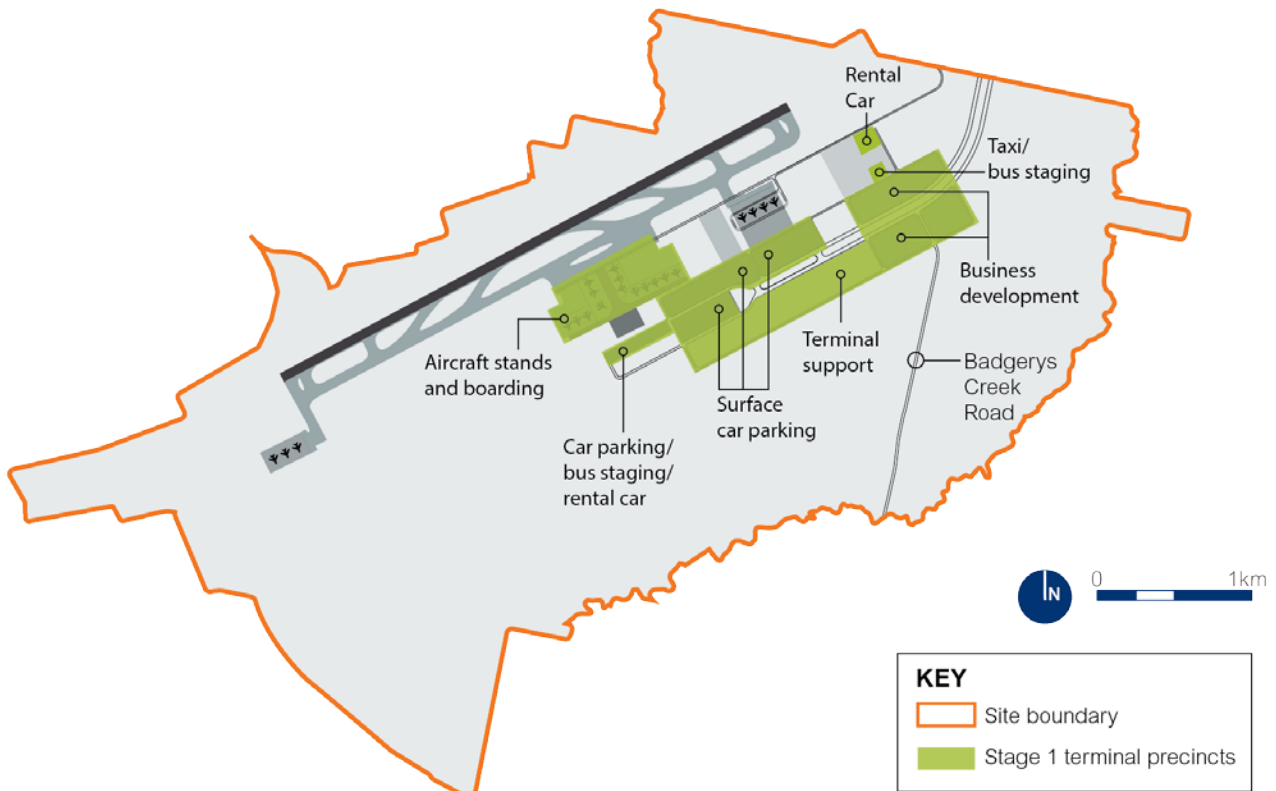 Rental
Car
Taxi/
bus staging
Business
development
Aircraft stands
and boarding
Terminal
support
Badgerys
Creek
Road
Surface
car parking
Car parking/
bus staging/
rental car
N
0 1km
KEY
Site boundary
Stage 1 terminal precincts